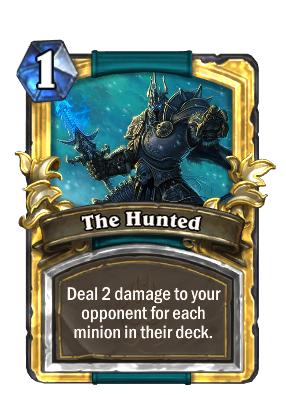 1
The Hunted
Deal 2 damage to your
opponent for each
minion in their deck.